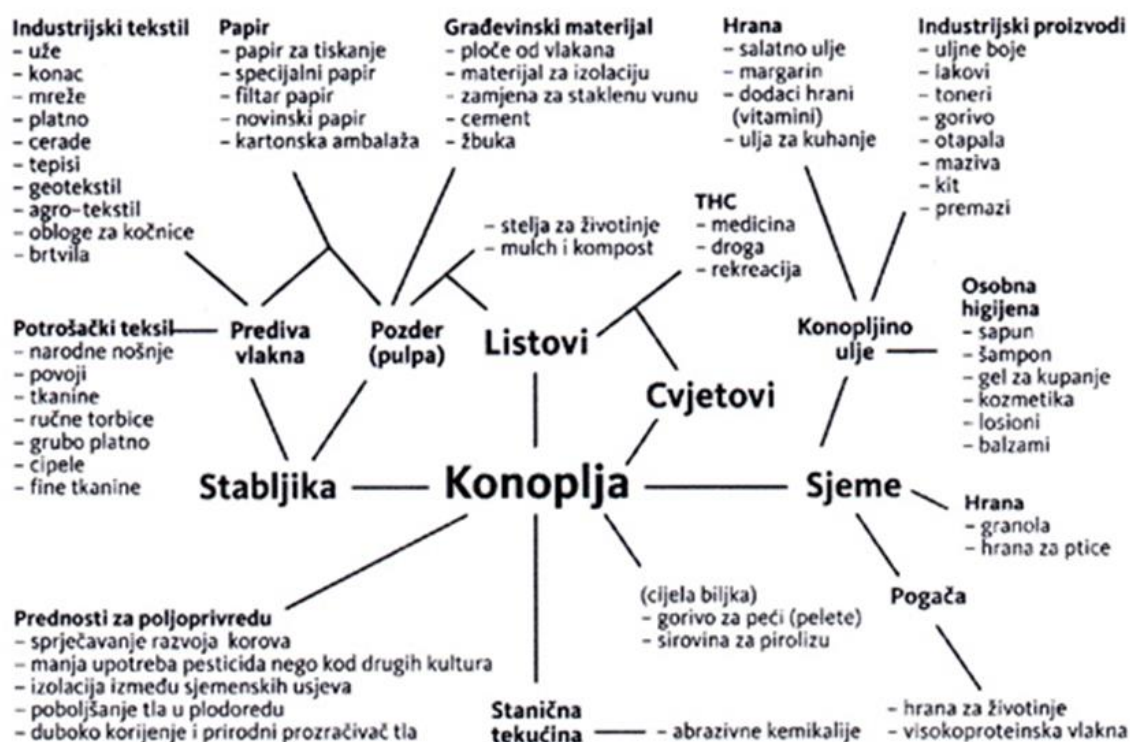 Industrijski tekstil
- uže
- konac
- mreže
- platno
- cerade
- tepisi
- geotekstil
- agro-tekstil
- obloge za kočnice
- brtvila
Papir
- papir za tiskanje
- specijalni papir
- filtar papir
- novinski papir
- kartonska ambalaža
Građevinski materijal
- ploče od vlakana
- materijal za izolaciju
- zamjena za staklenu vunu
- cement
- žbuka
Hrana
- salatno ulje
- margarin
- dodaci hrani
(vitamini)
- ulja za kuhanje
Industrijski proizvodi
- uljne boje
- lakovi
- toneri
- gorivo
- otapala
- maziva
- kit
- premazi
- stelja za životinje
- mulch i kompost
THC
- medicina
- droga
- rekreacija
Potrošački teksil
- narodne nošnje
- povoji
- tkanine
- ručne torbice
- grubo platno
- cipele
- fine tkanine
Prediva
vlakna
Pozder
(pulpa)
Listovi
Cvjetovi
Konopljino
ulje
Osobna
higijena
- sapun
- šampon
- gel za kupanje
- kozmetika
- losioni
- balzami
Stabljika
Konoplja
Sjeme
Hrana
- granola
- hrana za ptice
Prednosti za poljoprivredu
- sprječavanje razvoja korova
- manja upotreba pesticida nego kod drugih kultura
- izolacija između sjemenskih usjeva
- poboljšanje tla u plodoredu
- duboko korijenje i prirodni prozračivač tla
(cijela biljka)
- gorivo za peći (pelete)
- sirovina za pirolizu
Pogača
- hrana za životinje
- visokoproteinska vlakna
Stanična
tekućina
- abrazivne kemikalije